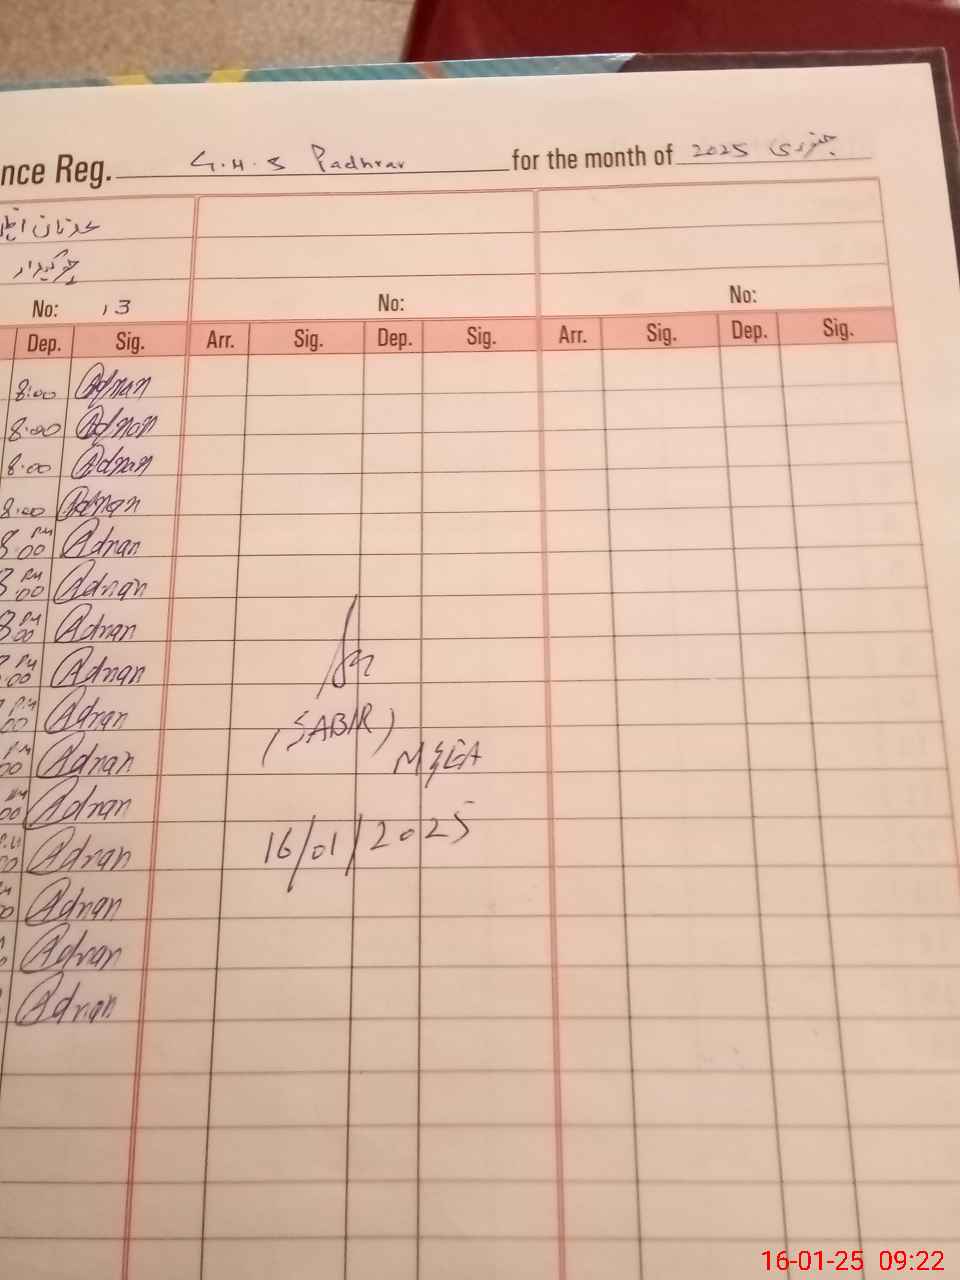 nce Reg. G.H.S Padhrar for the month of جنوری 2025
عدنان
چوکیدار
No: 13 No: No:
Dep. Sig. Arr. Sig. Dep. Sig. Arr. Sig. Dep. Sig.
8:00 Adnan
8:00 Adnan
8:00 Adnan
8:00 Adnan
8:00 PM Adnan
8:00 PM Adnan
8:00 PM Adnan
:00 PM Adnan
00 PM Adnan
00 PM Adnan
00 Adnan
00 Adnan
Adnan
Adnan
Adnan
(SABIR)
MEEA
16/01/2025
16-01-25 09:22